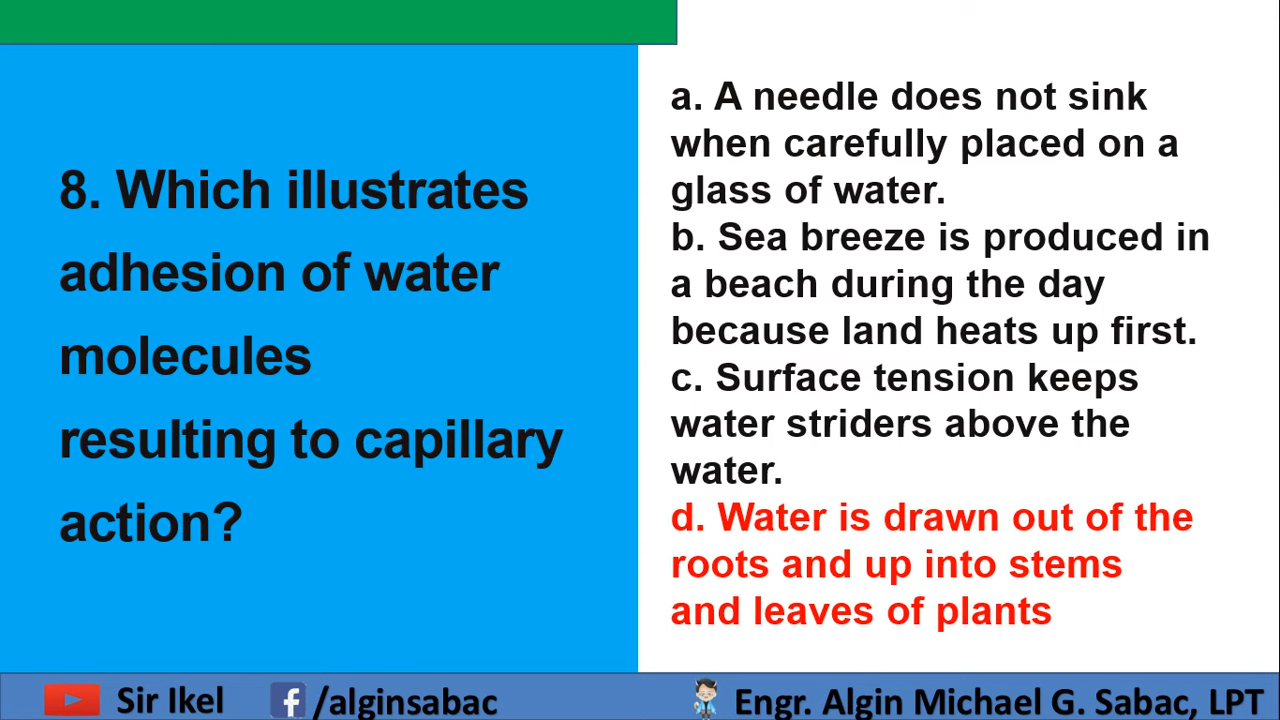 8. Which illustrates
adhesion of water
molecules
resulting to capillary
action?
a. A needle does not sink
when carefully placed on a
glass of water.
b. Sea breeze is produced in
a beach during the day
because land heats up first.
c. Surface tension keeps
water striders above the
water.
d. Water is drawn out of the
roots and up into stems
and leaves of plants
Sir Ikel
/alginsabac
Engr. Algin Michael G. Sabac, LPT